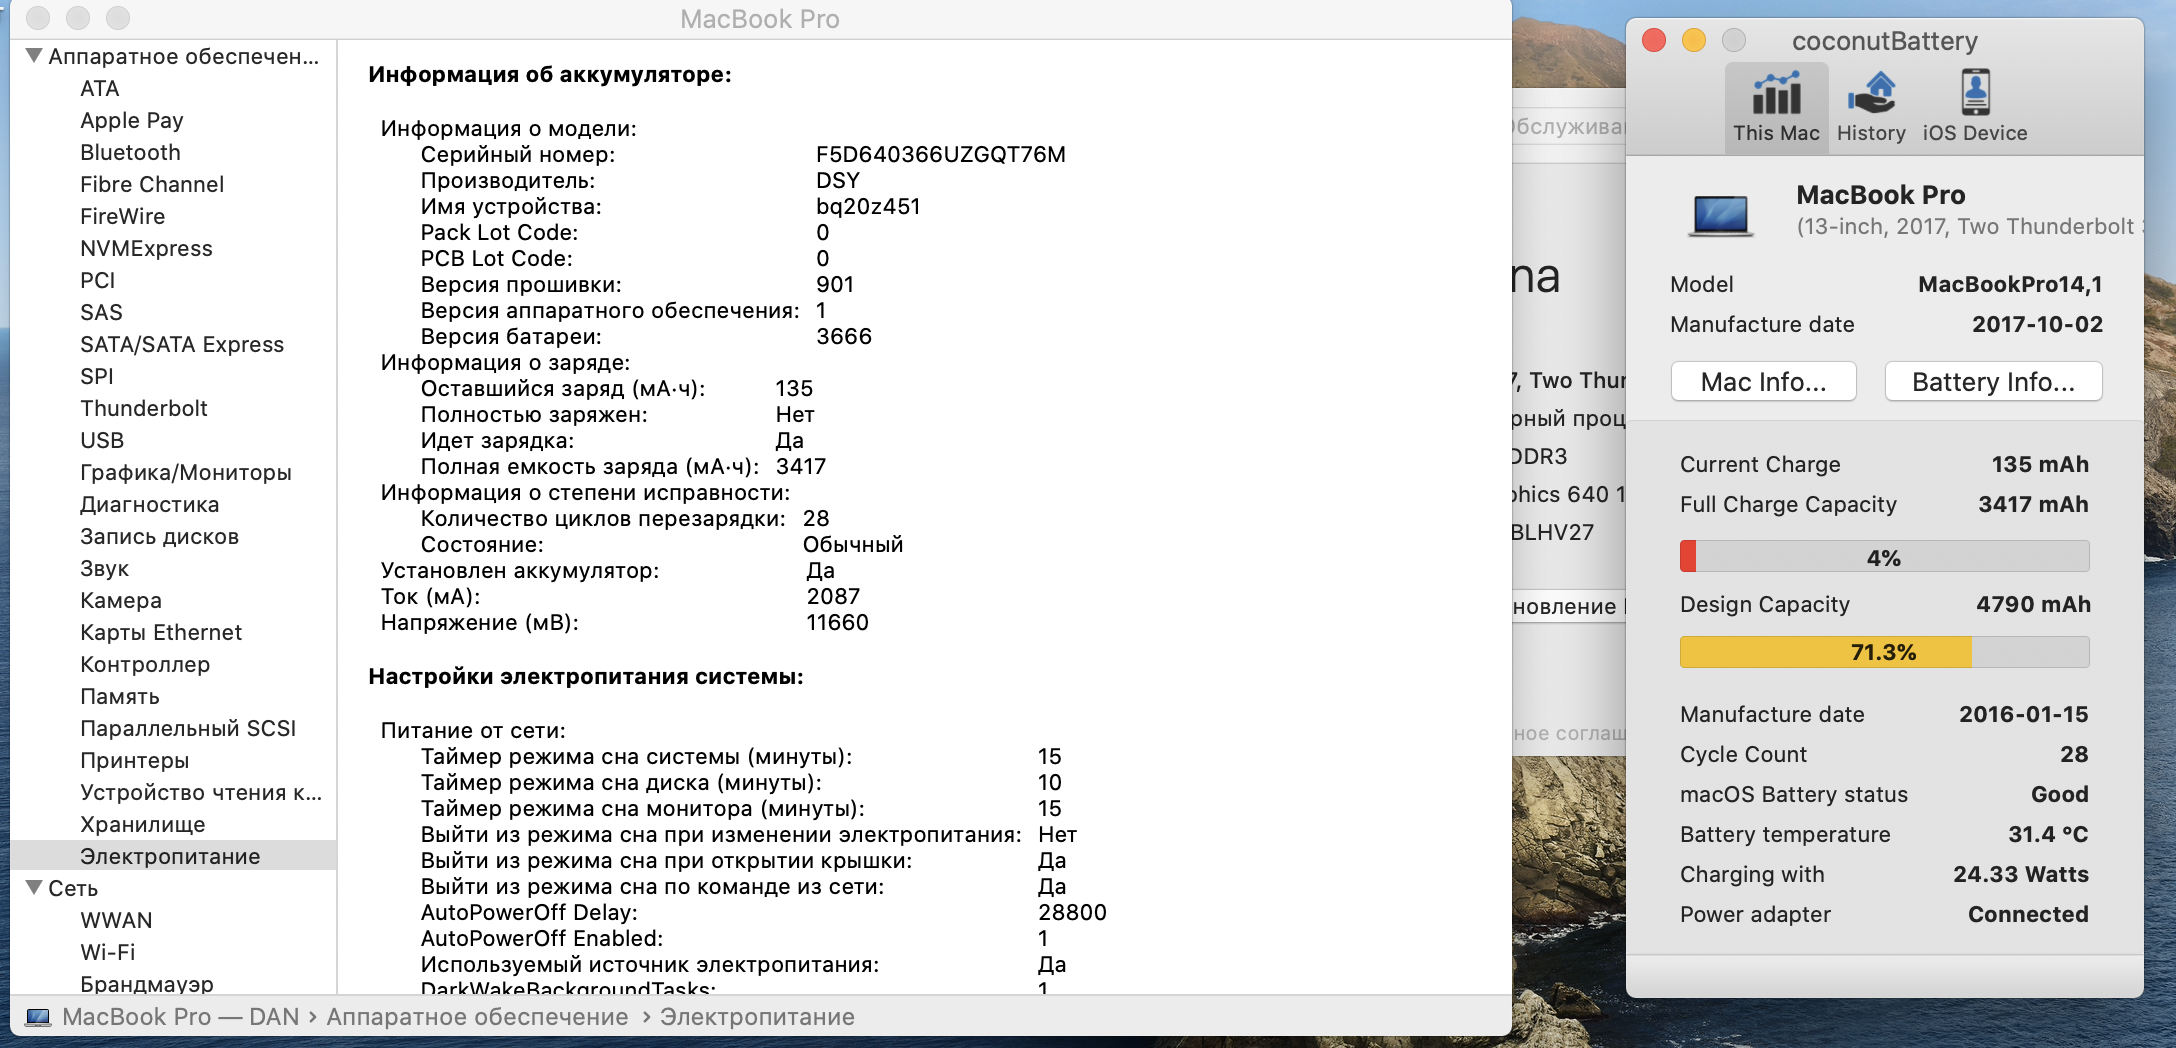 MacBook Pro
Аппаратное обеспечен...
ATA
Apple Pay
Bluetooth
Fibre Channel
FireWire
NVMExpress
PCI
SAS
SATA/SATA Express
SPI
Thunderbolt
USB
Графика/Мониторы
Диагностика
Запись дисков
Звук
Камера
Карты Ethernet
Контроллер
Память
Параллельный SCSI
Принтеры
Устройство чтения к...
Хранилище
Электропитание
Сеть
WWAN
Wi-Fi
Брандмауэр
Информация об аккумуляторе:
Информация о модели:
Серийный номер: F5D640366UZGQT76M
Производитель: DSY
Имя устройства: bq20z451
Pack Lot Code: 0
PCB Lot Code: 0
Версия прошивки: 901
Версия аппаратного обеспечения: 1
Версия батареи: 3666
Информация о заряде:
Оставшийся заряд (мА·ч): 135
Полностью заряжен: Нет
Идет зарядка: Да
Полная емкость заряда (мА·ч): 3417
Информация о степени исправности:
Количество циклов перезарядки: 28
Состояние: Обычный
Установлен аккумулятор: Да
Ток (мА): 2087
Напряжение (мВ): 11660
Настройки электропитания системы:
Питание от сети:
Таймер режима сна системы (минуты): 15
Таймер режима сна диска (минуты): 10
Таймер режима сна монитора (минуты): 15
Выйти из режима сна при изменении электропитания: Нет
Выйти из режима сна при открытии крышки: Да
Выйти из режима сна по команде из сети: Да
AutoPowerOff Delay: 28800
AutoPowerOff Enabled: 1
Используемый источник электропитания: Да
DarkWakeBackgroundTasks: 1
MacBook Pro — DAN › Аппаратное обеспечение › Электропитание
Обслужива
na
7, Two Thur
рный проц
DDR3
phics 640 1
BLHV27
новление
ное соглаш
coconutBattery
This Mac
History
iOS Device
MacBook Pro
(13-inch, 2017, Two Thunderbolt 3
Model MacBookPro14,1
Manufacture date 2017-10-02
Mac Info...
Battery Info...
Current Charge 135 mAh
Full Charge Capacity 3417 mAh
4%
Design Capacity 4790 mAh
71.3%
Manufacture date 2016-01-15
Cycle Count 28
macOS Battery status Good
Battery temperature 31.4 °C
Charging with 24.33 Watts
Power adapter Connected